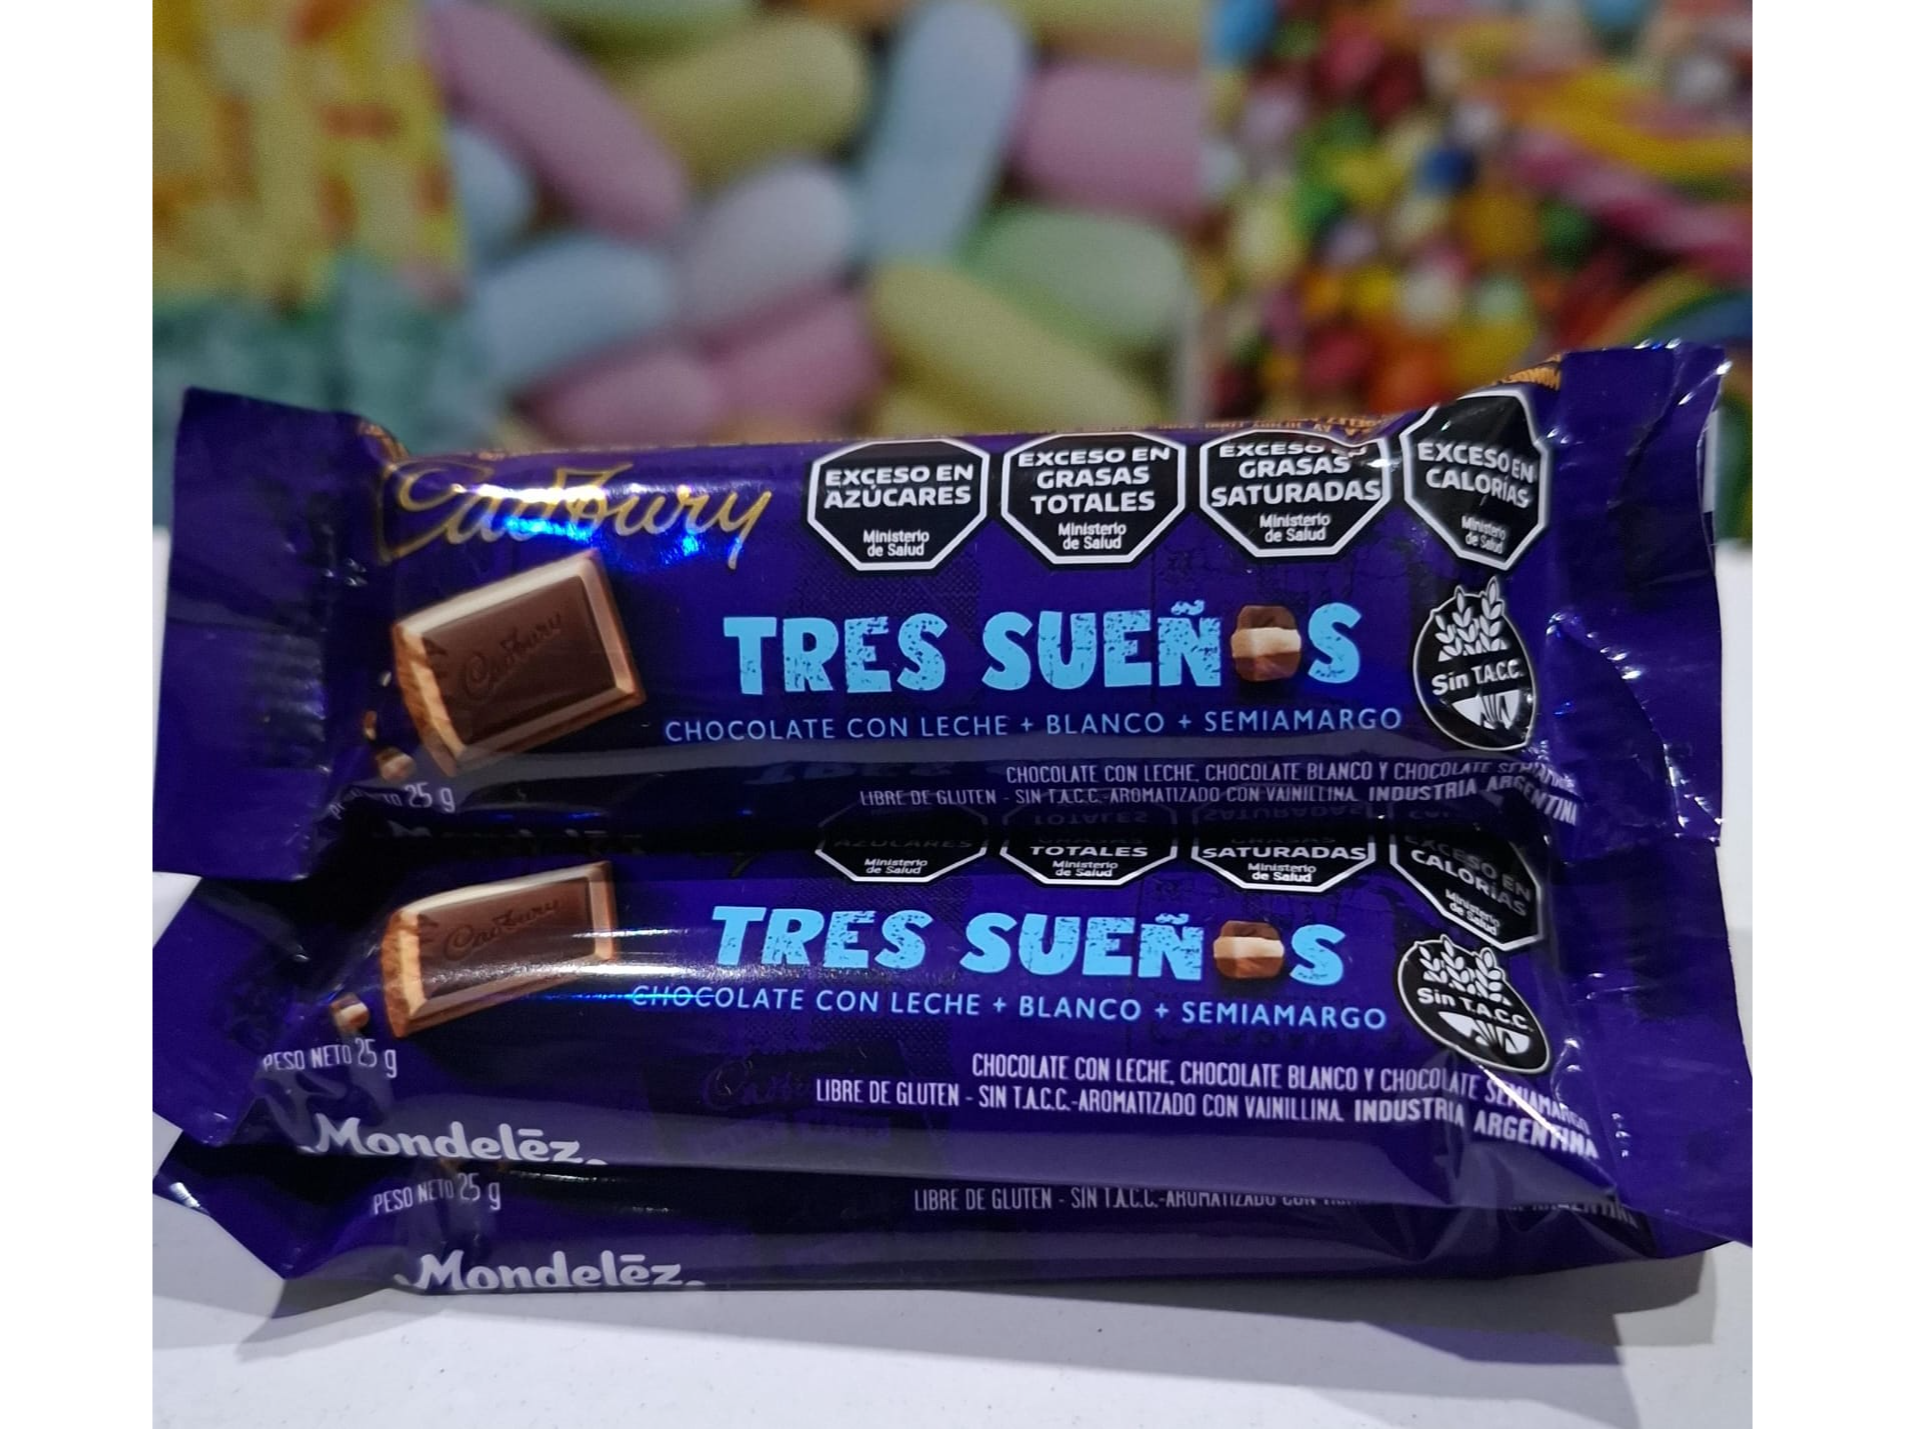 Cadbury
EXCESO EN
AZÚCARES
Ministerio
de Salud
EXCESO EN
GRASAS
TOTALES
Ministerio
de Salud
EXCESO EN
GRASAS
SATURADAS
Ministerio
de Salud
EXCESO EN
CALORÍAS
Ministerio
de Salud
Cadbury
TRES SUEÑOS
CHOCOLATE CON LECHE + BLANCO + SEMIAMARGO
Sin T.A.C.C.
CHOCOLATE CON LECHE, CHOCOLATE BLANCO Y CHOCOLATE SEMIAMARGO
LIBRE DE GLUTEN - SIN T.A.C.C.-AROMATIZADO CON VAINILLINA. INDUSTRIA ARGENTINA
25 g
AZÚCARES
Ministerio
de Salud
TOTALES
Ministerio
de Salud
SATURADAS
Ministerio
de Salud
EXCESO EN
CALORÍAS
Ministerio
de Salud
Cadbury
TRES SUEÑOS
CHOCOLATE CON LECHE + BLANCO + SEMIAMARGO
Sin T.A.C.C.
PESO NETO 25 g
CHOCOLATE CON LECHE, CHOCOLATE BLANCO Y CHOCOLATE SEMIAMARGO
LIBRE DE GLUTEN - SIN T.A.C.C.-AROMATIZADO CON VAINILLINA. INDUSTRIA ARGENTINA
Mondelēz
PESO NETO 25 g
LIBRE DE GLUTEN - SIN T.A.C.C.-AROMATIZADO CON
Mondelēz